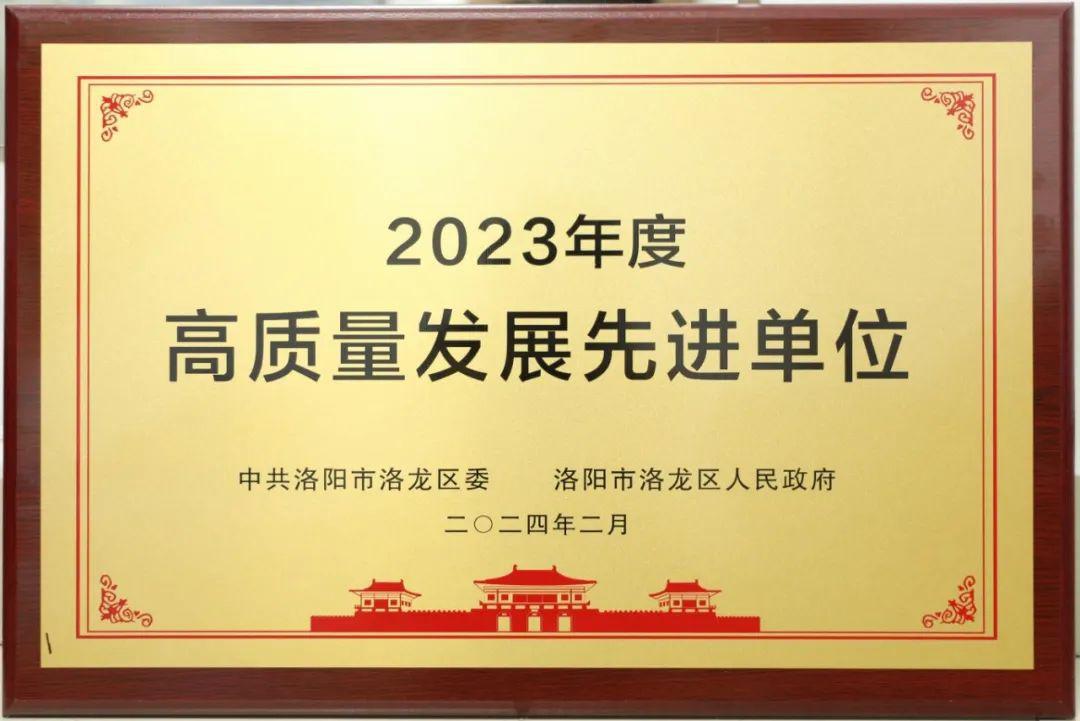 2023年度
高质量发展先进单位
中共洛阳市洛龙区委 洛阳市洛龙区人民政府
二〇二四年二月